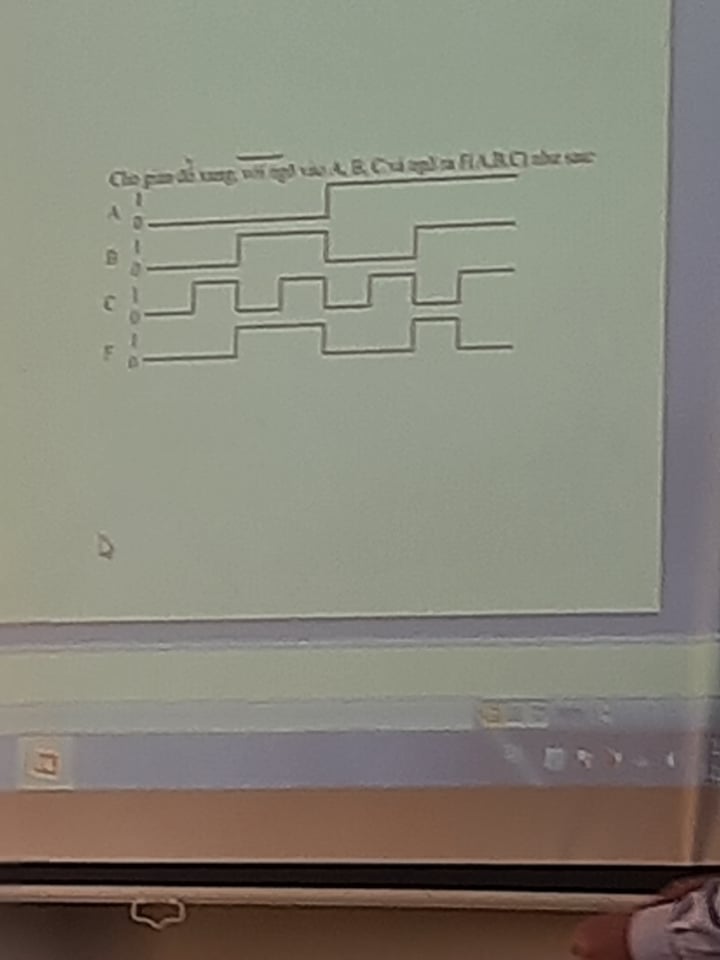 Cho giản đồ xung, với ngõ vào A, B, C và ngõ ra F(A,B,C) như sau:
A 1
0
B 1
0
C 1
0
F 1
0